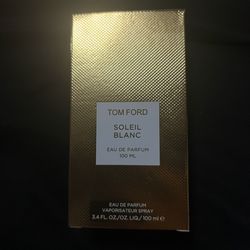 TOM FORD
SOLEIL
BLANC
EAU DE PARFUM
100 ML
EAU DE PARFUM
VAPORISATEUR SPRAY
3.4 FL.OZ./OZ. LIQ/100 ml ℮